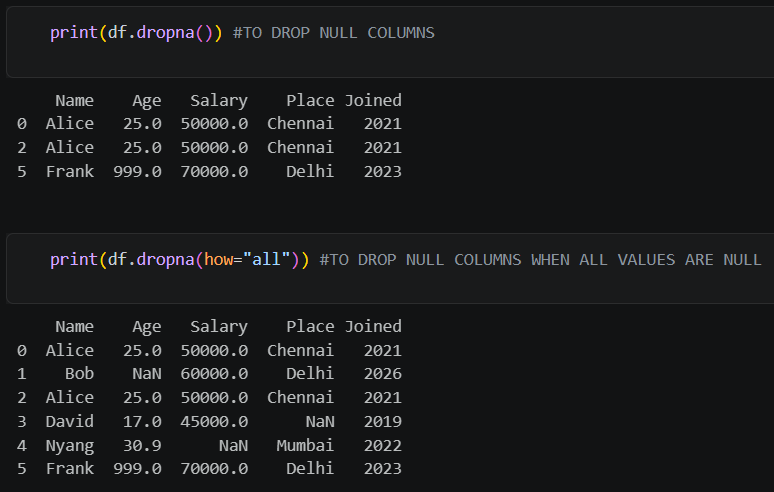 print(df.dropna()) #TO DROP NULL COLUMNS
Name Age Salary Place Joined
0 Alice 25.0 50000.0 Chennai 2021
2 Alice 25.0 50000.0 Chennai 2021
5 Frank 999.0 70000.0 Delhi 2023
print(df.dropna(how="all")) #TO DROP NULL COLUMNS WHEN ALL VALUES ARE NULL
Name Age Salary Place Joined
0 Alice 25.0 50000.0 Chennai 2021
1 Bob NaN 60000.0 Delhi 2026
2 Alice 25.0 50000.0 Chennai 2021
3 David 17.0 45000.0 NaN 2019
4 Nyang 30.9 NaN Mumbai 2022
5 Frank 999.0 70000.0 Delhi 2023